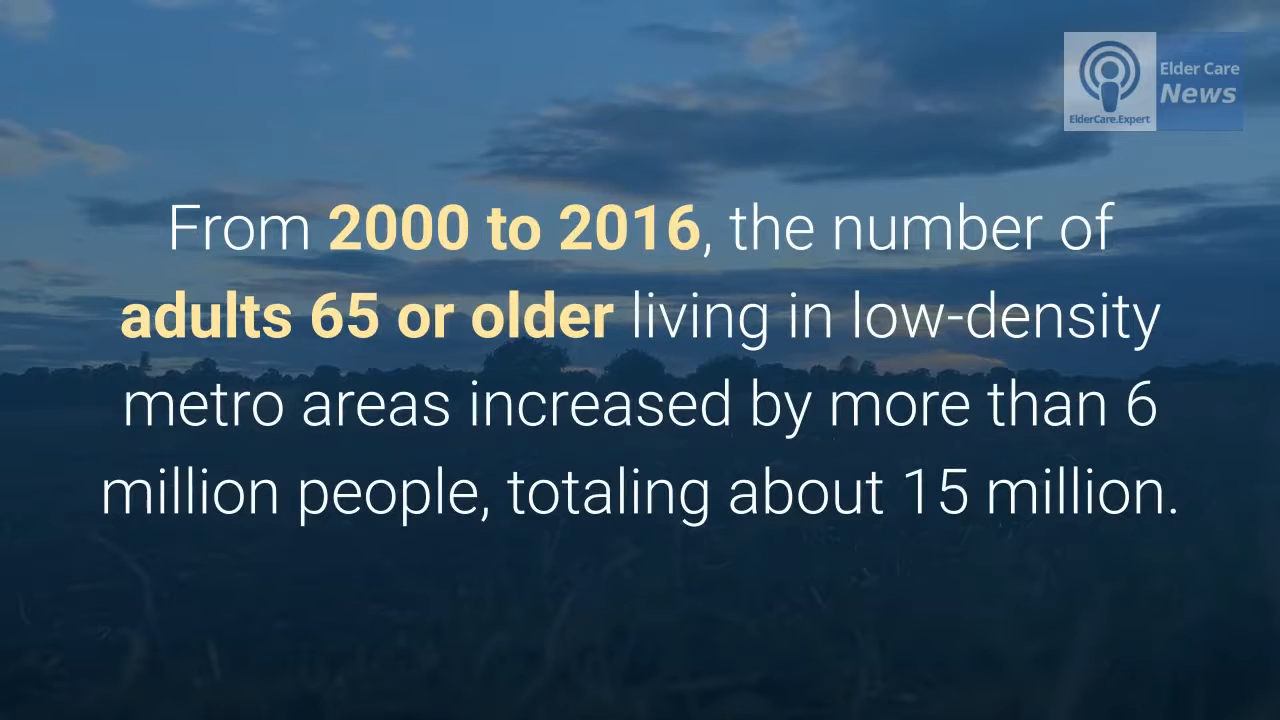 Elder Care
News
ElderCare.Expert
From 2000 to 2016, the number of
adults 65 or older living in low-density
metro areas increased by more than 6
million people, totaling about 15 million.